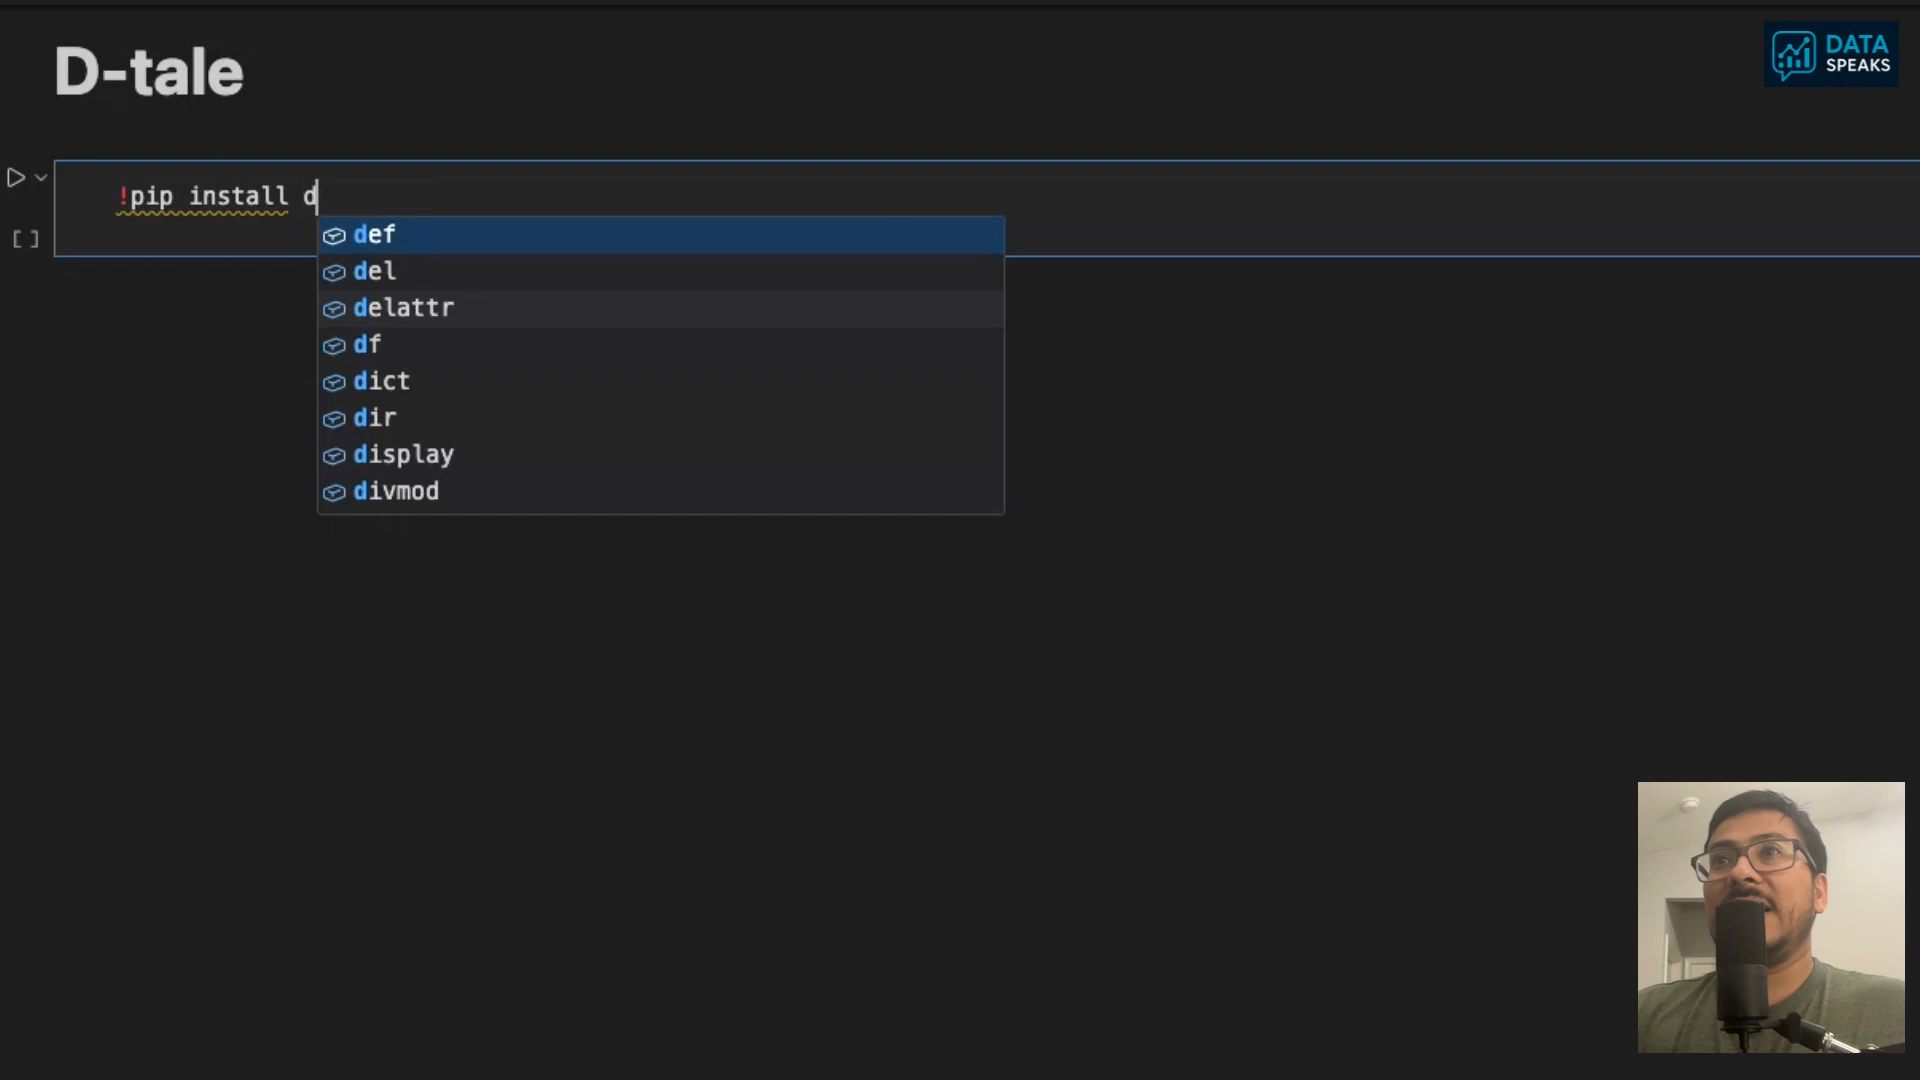 D-tale
DATA
SPEAKS
!pip install d
[ ]
def
del
delattr
df
dict
dir
display
divmod